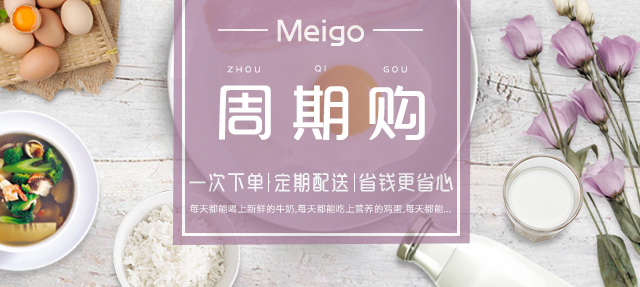 Meigo
ZHOU QI GOU
周期购
一次下单|定期配送|省钱更省心
每天都能喝上新鲜的牛奶,每天都能吃上营养的鸡蛋,每天都能...